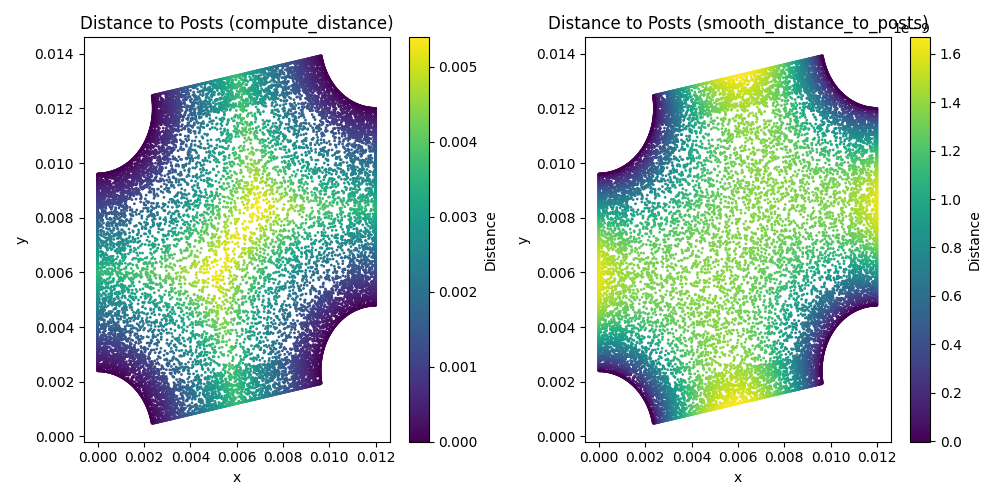 Distance to Posts (compute_distance)
0.014
0.012
0.010
0.008
0.006
0.004
0.002
0.000
y
0.000 0.002 0.004 0.006 0.008 0.010 0.012
x
0.005
0.004
0.003
0.002
0.001
0.000
Distance
Distance to Posts (smooth_distance_to_posts)
1e−9
0.014
0.012
0.010
0.008
0.006
0.004
0.002
0.000
y
0.000 0.002 0.004 0.006 0.008 0.010 0.012
x
1.6
1.4
1.2
1.0
0.8
0.6
0.4
0.2
0.0
Distance